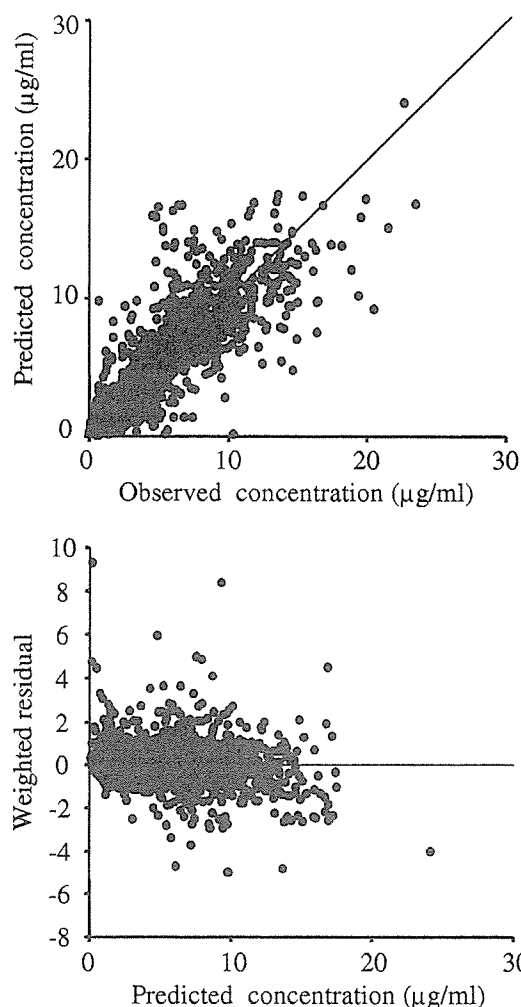 30
20
10
0
Predicted concentration (µg/ml)
0 10 20 30
Observed concentration (µg/ml)
10
8
6
4
2
0
-2
-4
-6
-8
Weighted residual
0 10 20 30
Predicted concentration (µg/ml)